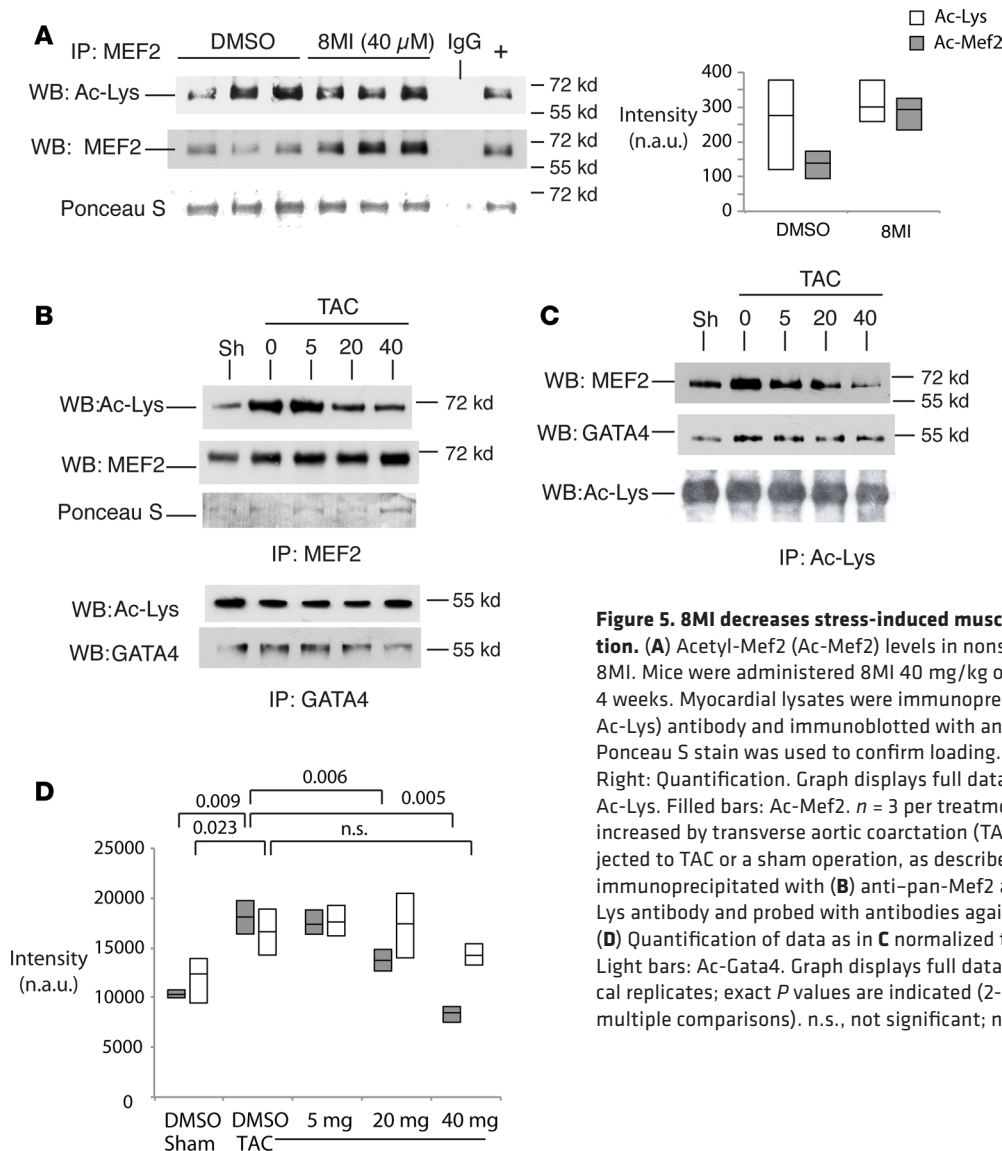 A
IP: MEF2
DMSO
8MI (40 µM)
IgG
+
WB: Ac-Lys
72 kd
55 kd
WB: MEF2
72 kd
55 kd
Ponceau S
72 kd
Ac-Lys
Ac-Mef2
Intensity
(n.a.u.)
400
300
200
100
0
DMSO
8MI
B
TAC
Sh 0 5 20 40
WB:Ac-Lys
72 kd
WB: MEF2
72 kd
Ponceau S
IP: MEF2
WB:Ac-Lys
55 kd
WB:GATA4
55 kd
IP: GATA4
C
TAC
Sh 0 5 20 40
WB: MEF2
72 kd
55 kd
WB: GATA4
55 kd
WB:Ac-Lys
IP: Ac-Lys
D
0.006
0.009
0.005
0.023
n.s.
25000
20000
15000
10000
5000
0
Intensity
(n.a.u.)
DMSO DMSO 5 mg 20 mg 40 mg
Sham TAC
Figure 5. 8MI decreases stress-induced musc
tion. (A) Acetyl-Mef2 (Ac-Mef2) levels in nons
8MI. Mice were administered 8MI 40 mg/kg o
4 weeks. Myocardial lysates were immunopre
Ac-Lys) antibody and immunoblotted with an
Ponceau S stain was used to confirm loading.
Right: Quantification. Graph displays full data
Ac-Lys. Filled bars: Ac-Mef2. n = 3 per treatme
increased by transverse aortic coarctation (TA
jected to TAC or a sham operation, as describe
immunoprecipitated with (B) anti–pan-Mef2 a
Lys antibody and probed with antibodies agai
(D) Quantification of data as in C normalized t
Light bars: Ac-Gata4. Graph displays full data
cal replicates; exact P values are indicated (2-
multiple comparisons). n.s., not significant; n